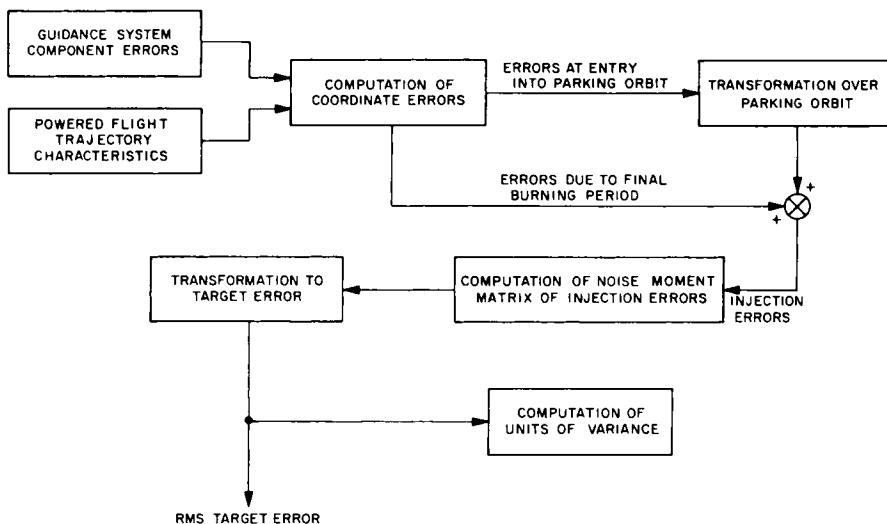 GUIDANCE SYSTEM
COMPONENT ERRORS
POWERED FLIGHT
TRAJECTORY
CHARACTERISTICS
COMPUTATION OF
COORDINATE ERRORS
ERRORS AT ENTRY
INTO PARKING ORBIT
TRANSFORMATION OVER
PARKING ORBIT
ERRORS DUE TO FINAL
BURNING PERIOD
+
+
TRANSFORMATION TO
TARGET ERROR
COMPUTATION OF NOISE MOMENT
MATRIX OF INJECTION ERRORS
INJECTION
ERRORS
COMPUTATION OF
UNITS OF VARIANCE
RMS TARGET ERROR